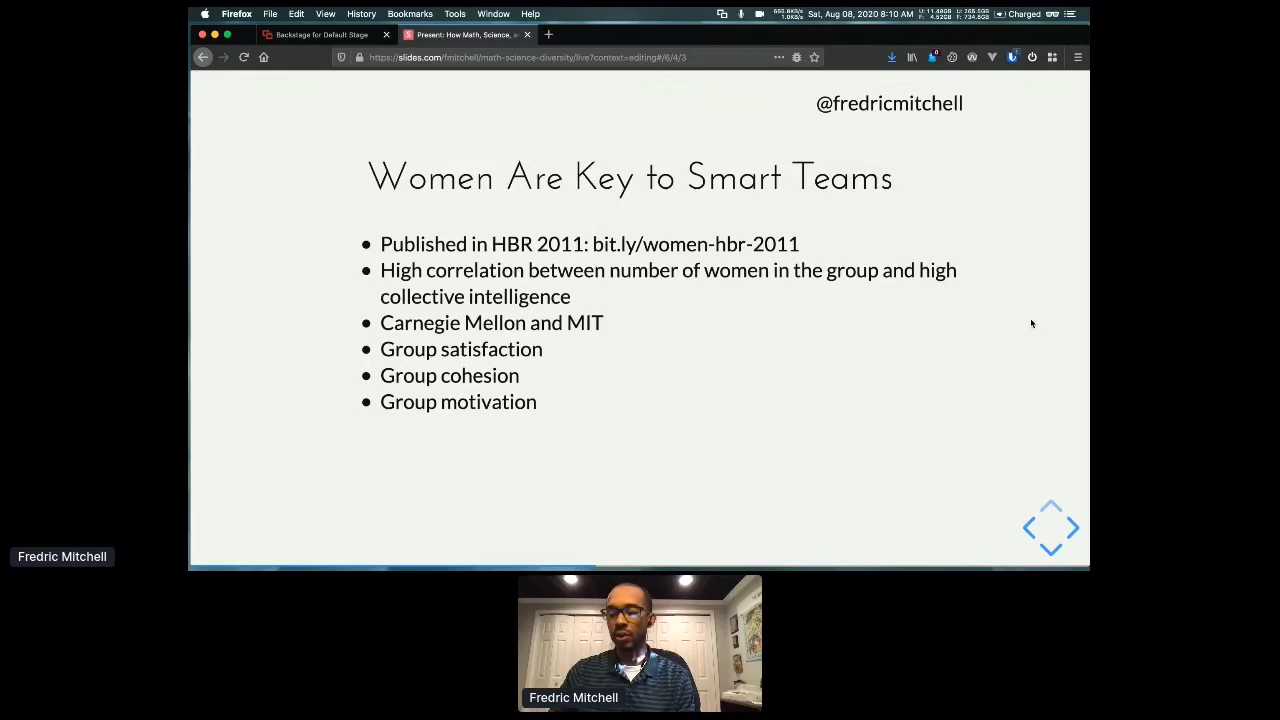 Firefox File Edit View History Bookmarks Tools Window Help
665.8KB/s
1.0KB/s
Sat, Aug 08, 2020 8:10 AM
Charged
Backstage for Default Stage
Present: How Math, Science, a
https://slides.com/fmitchell/math-science-diversity/live?context=editing#/6/4/3
@fredricmitchell
Women Are Key to Smart Teams
Published in HBR 2011: bit.ly/women-hbr-2011
High correlation between number of women in the group and high
collective intelligence
Carnegie Mellon and MIT
Group satisfaction
Group cohesion
Group motivation
Fredric Mitchell
Fredric Mitchell